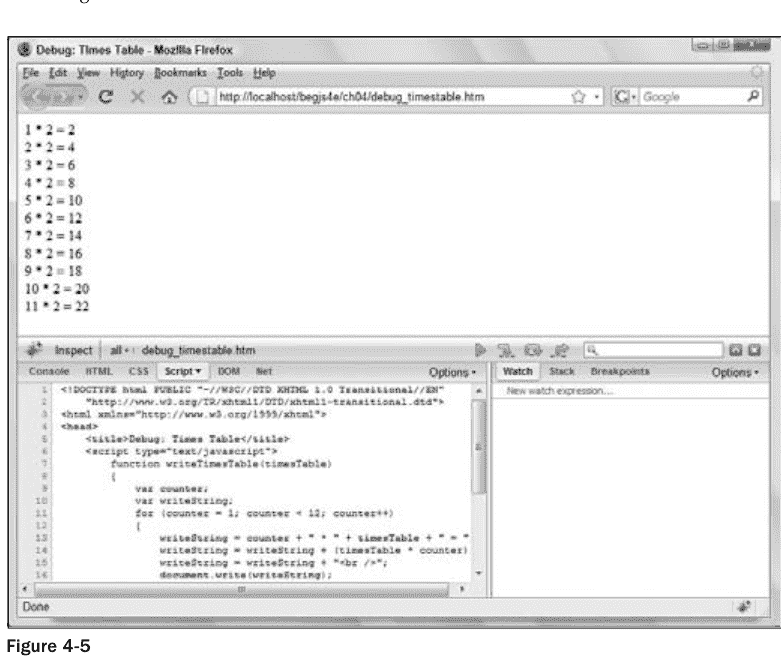 Debug: Times Table - Mozilla Firefox
File Edit View History Bookmarks Tools Help
http://localhost/begjs4e/ch04/debug_timestable.htm
Google
1 * 2 = 2
2 * 2 = 4
3 * 2 = 6
4 * 2 = 8
5 * 2 = 10
6 * 2 = 12
7 * 2 = 14
8 * 2 = 16
9 * 2 = 18
10 * 2 = 20
11 * 2 = 22
Inspect all debug_timestable.htm
Console HTML CSS Script DOM Net Options
Watch Stack Breakpoints Options
New watch expression...
1 <!DOCTYPE html PUBLIC "-//W3C//DTD XHTML 1.0 Transitional//EN"
2 "http://www.w3.org/TR/xhtml1/DTD/xhtml1-transitional.dtd">
3 <html xmlns="http://www.w3.org/1999/xhtml">
4 <head>
5 <title>Debug: Times Table</title>
6 <script type="text/javascript">
7 function writeTimesTable(timesTable)
8 {
9 var counter;
10 var writeString;
11 for (counter = 1; counter < 12; counter++)
12 {
13 writeString = counter + " * " + timesTable + " = "
14 writeString = writeString + (timesTable * counter)
15 writeString = writeString + "<br />";
16 document.write(writeString);
Done
Figure 4-5